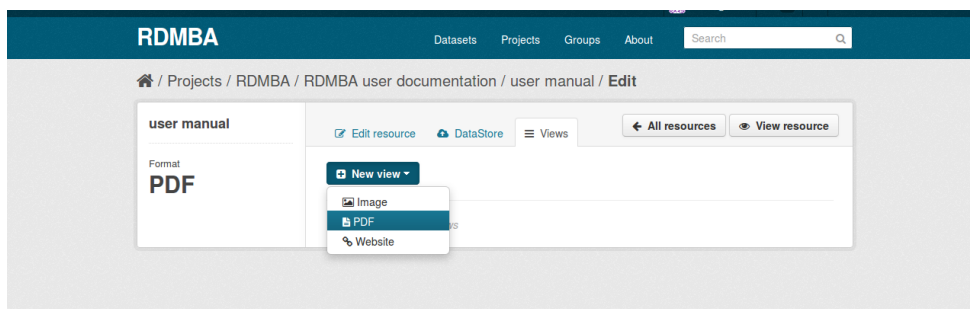 RDMBA Datasets Projects Groups About Search
/ Projects / RDMBA / RDMBA user documentation / user manual / Edit
user manual
Edit resource DataStore Views All resources View resource
Format
PDF
New view
Image
PDF
Website